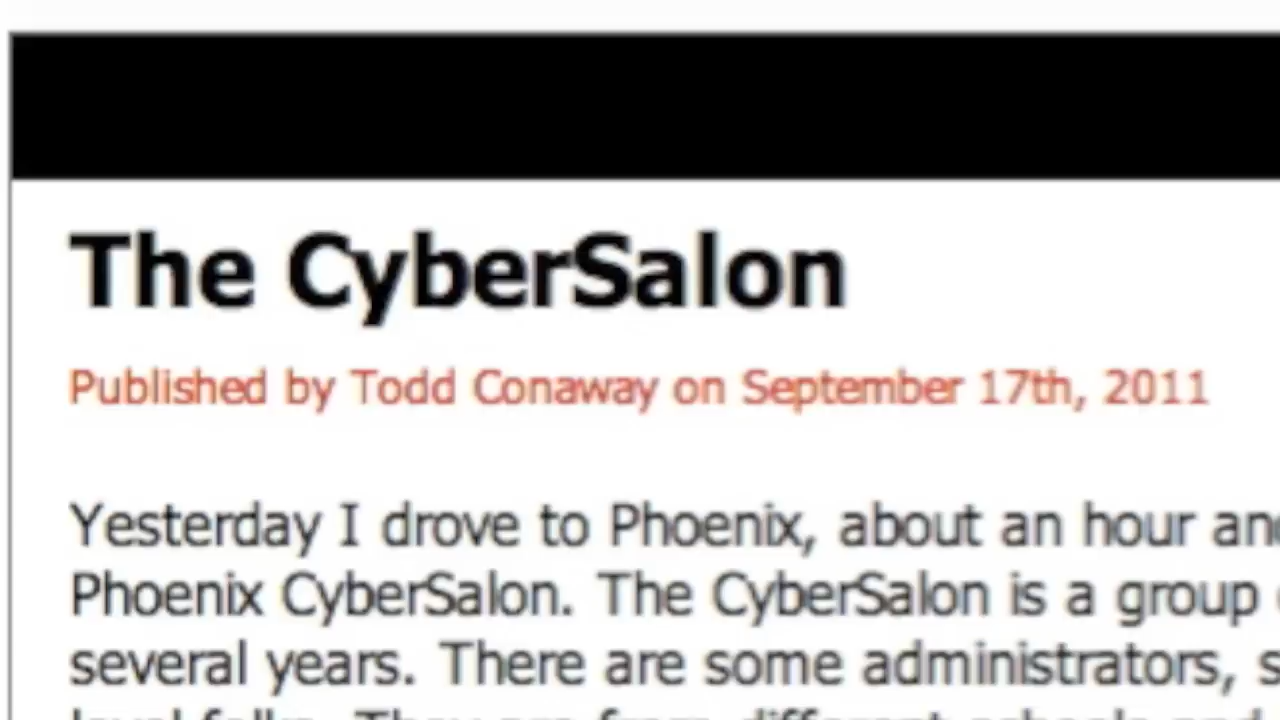 The CyberSalon
Published by Todd Conaway on September 17th, 2011
Yesterday I drove to Phoenix, about an hour
Phoenix CyberSalon. The CyberSalon is a group
several years. There are some administrators,